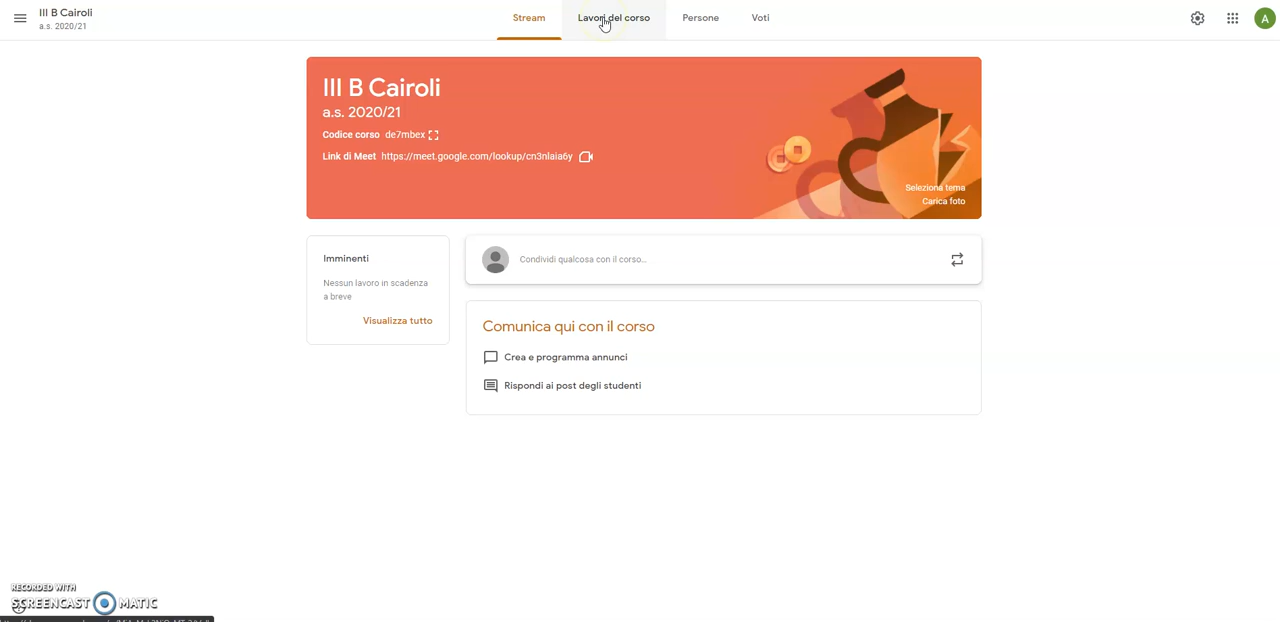 III B Cairoli
a.s. 2020/21
Stream
Lavori del corso
Persone
Voti
A
III B Cairoli
a.s. 2020/21
Codice corso de7mbex
Link di Meet https://meet.google.com/lookup/cn3nlaia6y
Seleziona tema
Carica foto
Imminenti
Nessun lavoro in scadenza
a breve
Visualizza tutto
Condividi qualcosa con il corso...
Comunica qui con il corso
Crea e programma annunci
Rispondi ai post degli studenti
RECORDED WITH
SCREENCAST MATIC